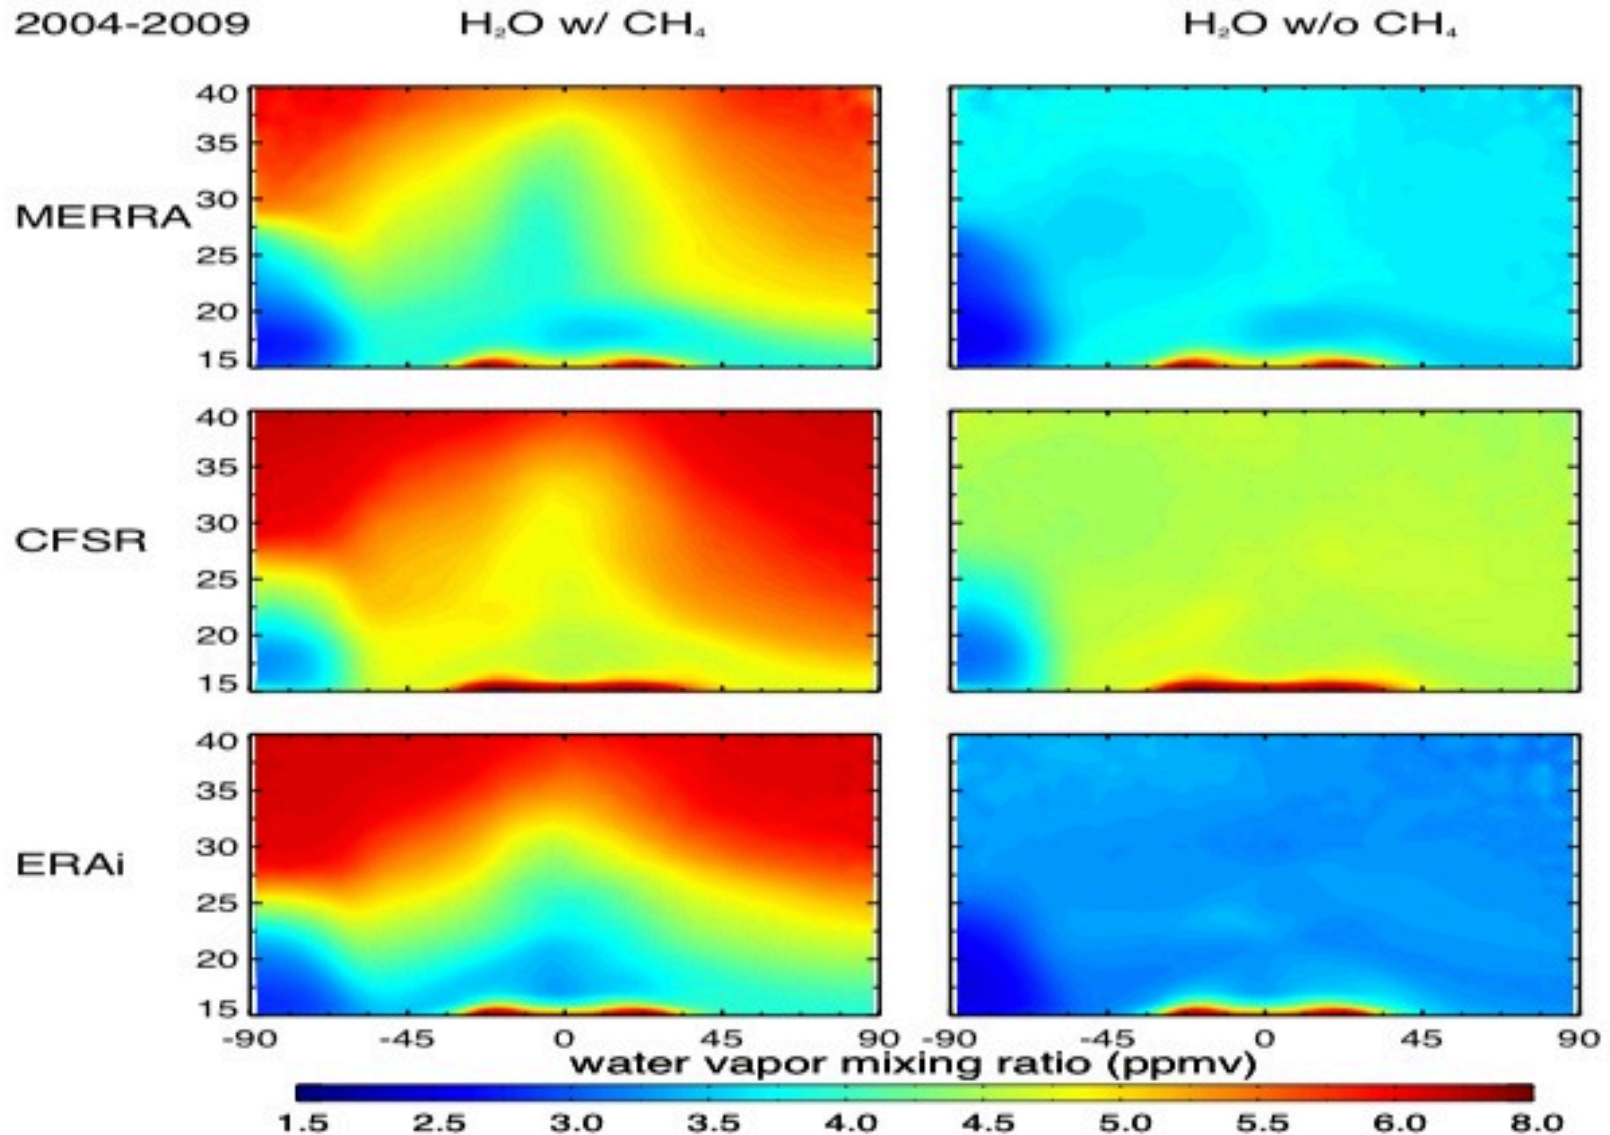 2004-2009 H₂O w/ CH₄ H₂O w/o CH₄
40
35
MERRA 30
25
20
15
40
35
CFSR 30
25
20
15
40
35
ERAi 30
25
20
15
-90 -45 0 45 90 -90 -45 0 45 90
water vapor mixing ratio (ppmv)
1.5 2.5 3.0 3.5 4.0 4.5 5.0 5.5 6.0 8.0